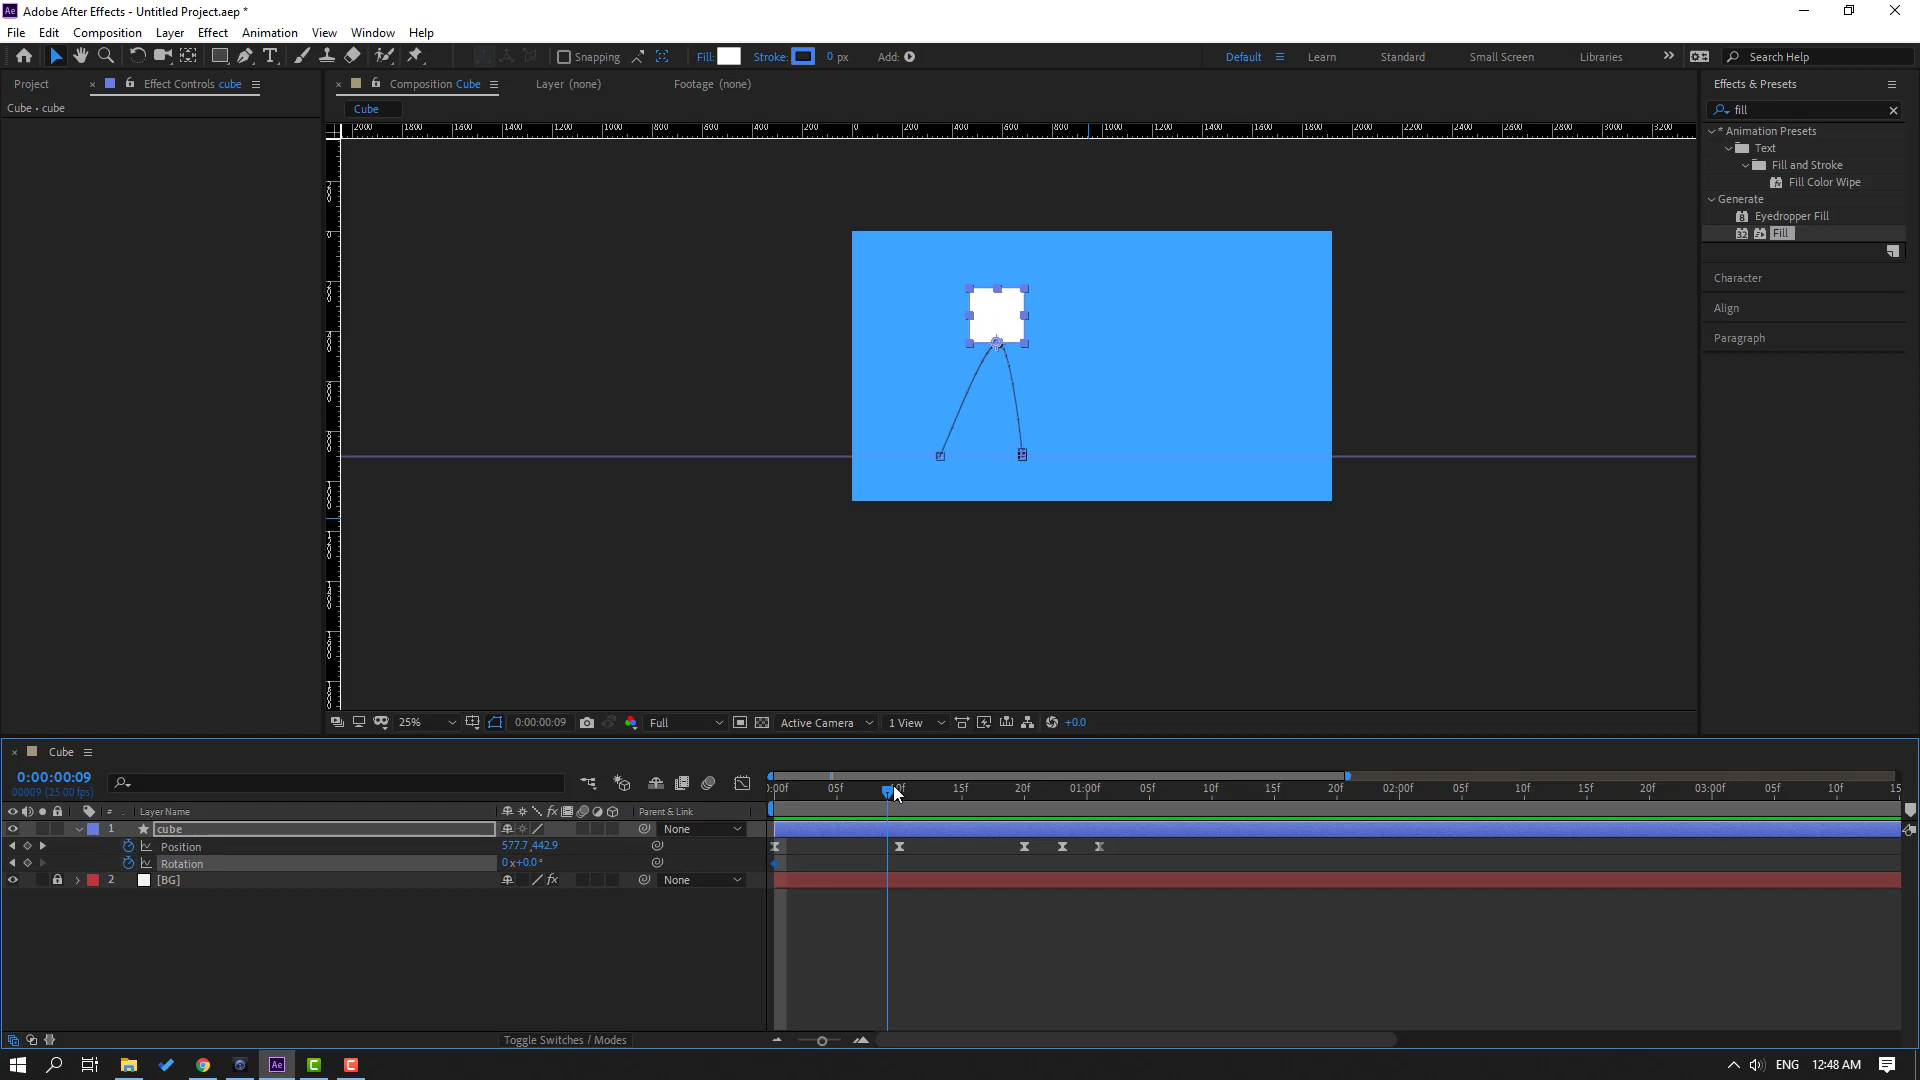 Adobe After Effects - Untitled Project.aep *
File Edit Composition Layer Effect Animation View Window Help
Snapping Fill: Stroke: 0 px Add: Default Learn Standard Small Screen Libraries Search Help
Project Effect Controls cube Composition Cube Layer (none) Footage (none) Effects & Presets
Cube • cube
Cube
fill
* Animation Presets
Text
Fill and Stroke
Fill Color Wipe
Generate
Eyedropper Fill
Fill
Character
Align
Paragraph
25% 0:00:00:09 Full Active Camera 1 View +0.0
Cube
0:00:00:09
00009 (25.00 fps)
05f 15f 20f 01:00f 05f 10f 15f 20f 02:00f 05f 10f 15f 20f 03:00f 05f 10f 15
# Layer Name Parent & Link
1 cube None
Position 577.7,442.9
Rotation 0x+0.0°
2 [BG] None
Toggle Switches / Modes
ENG 12:48 AM